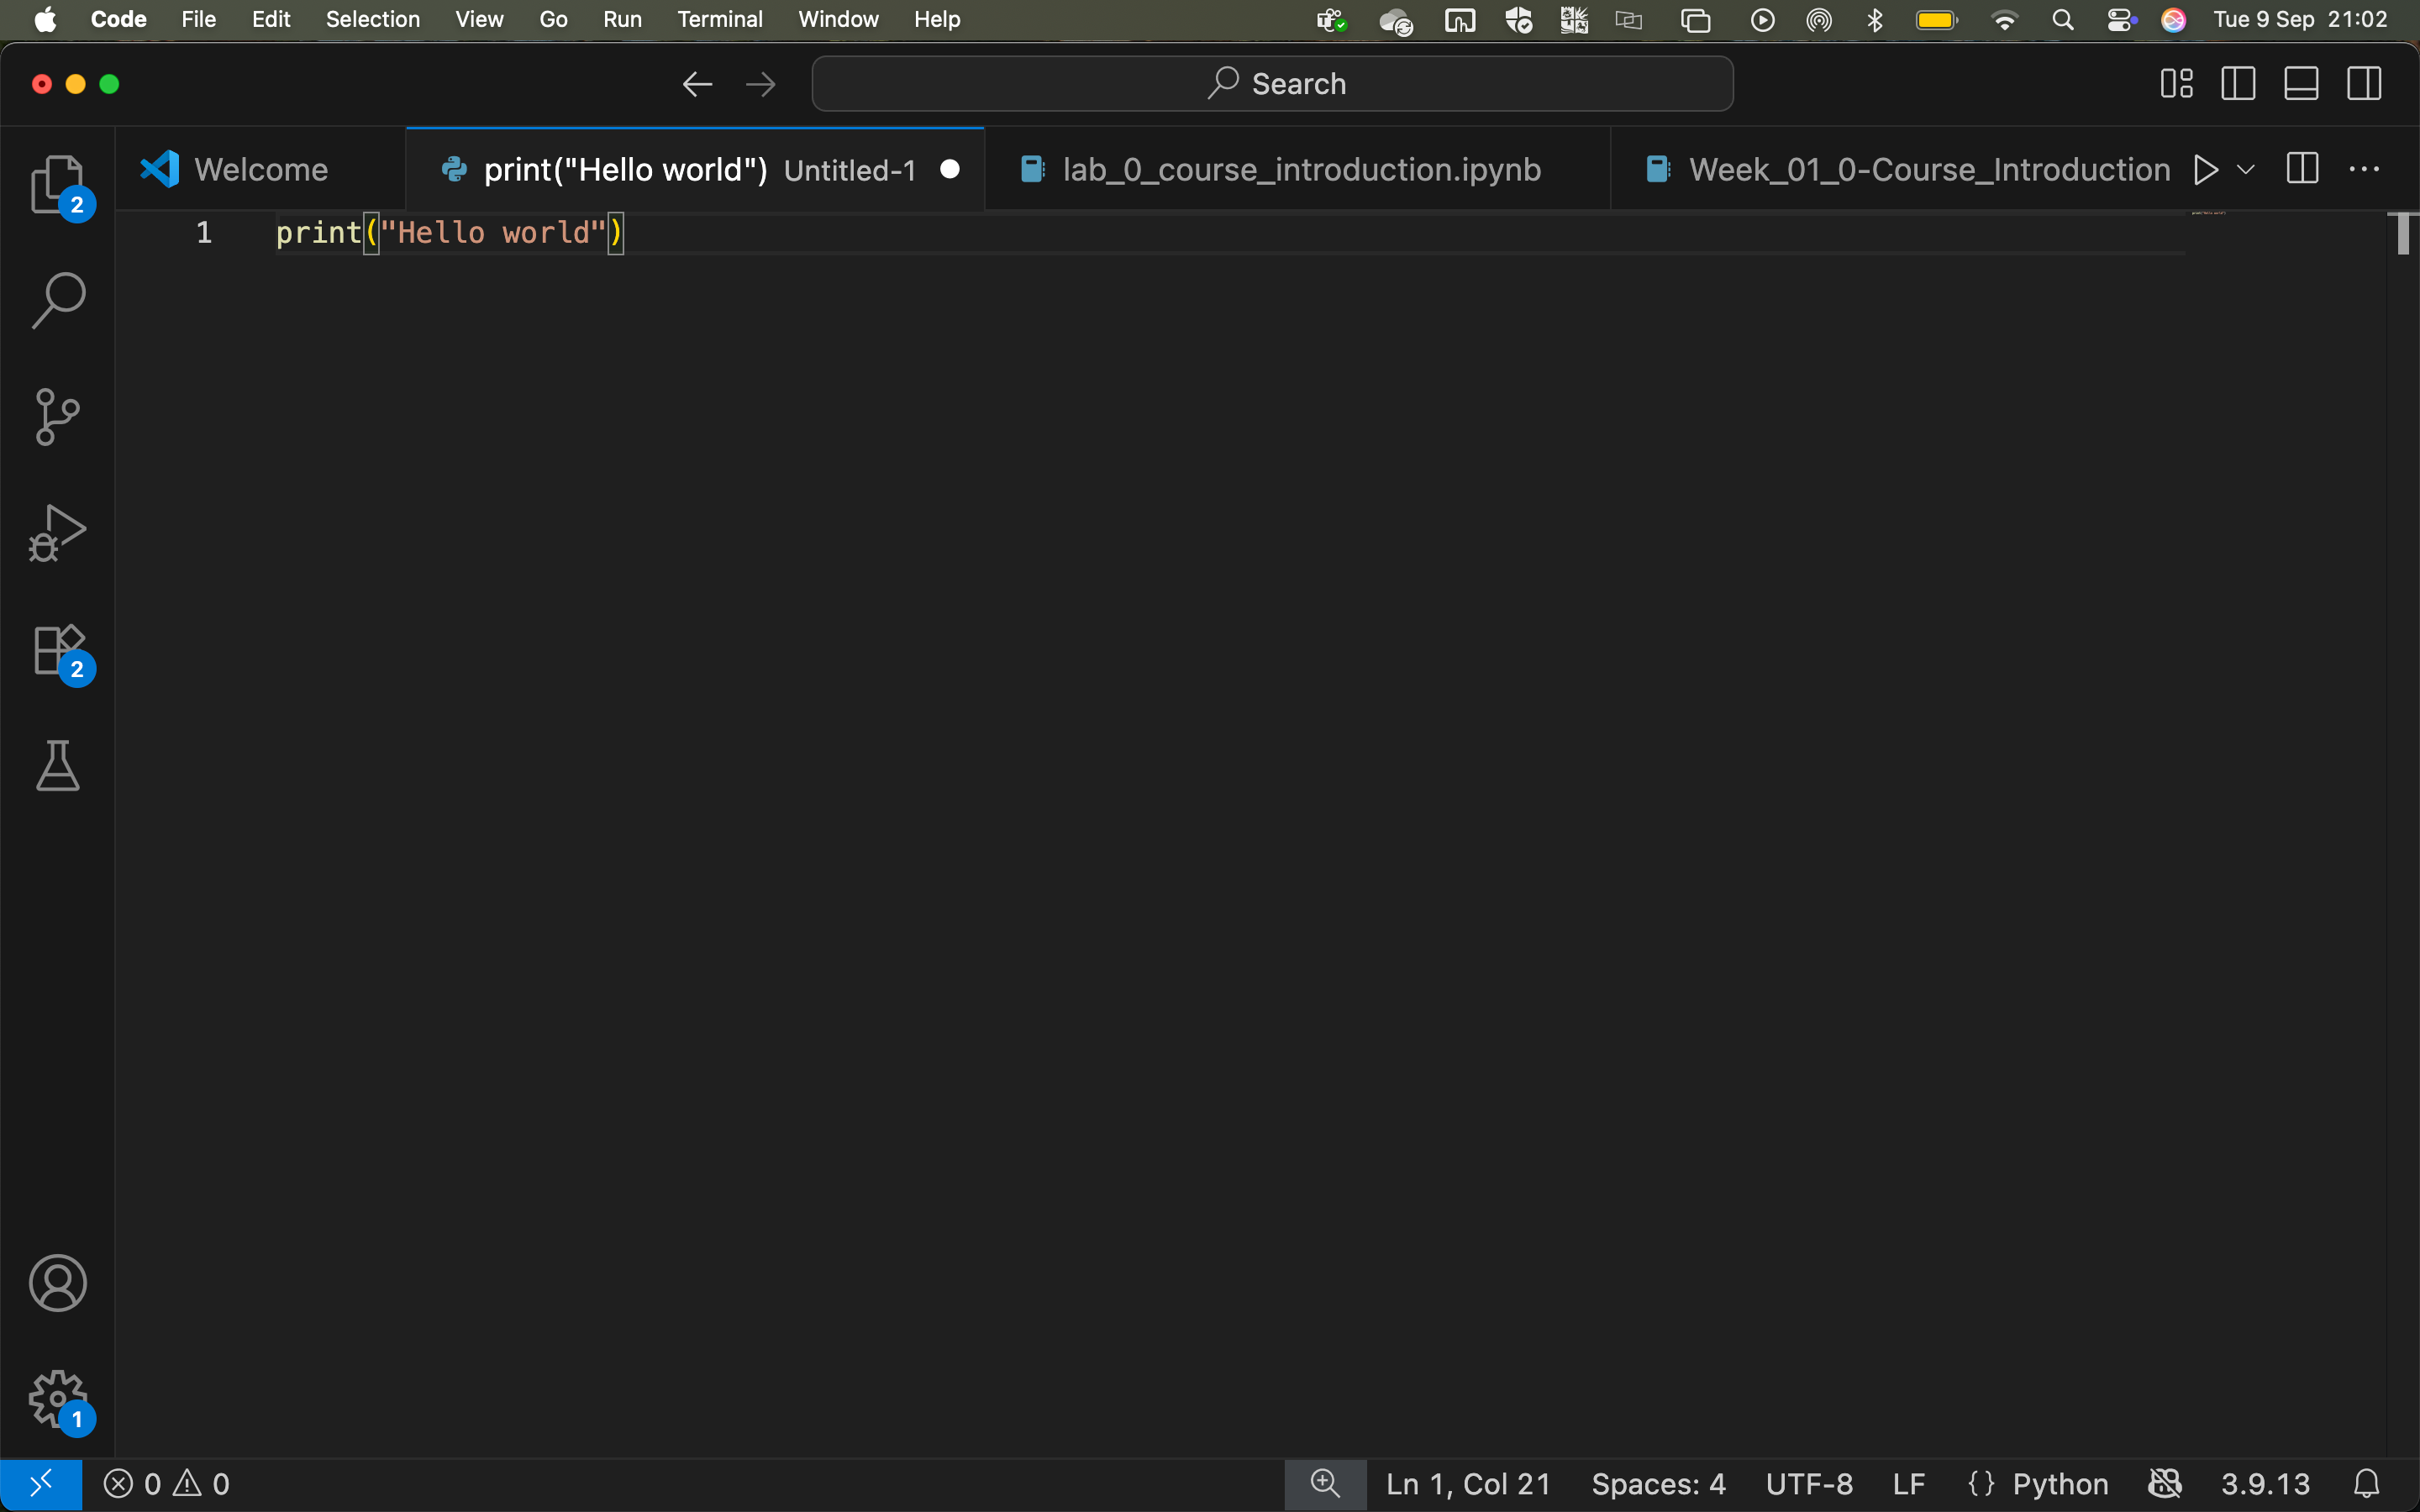 Code File Edit Selection View Go Run Terminal Window Help Tue 9 Sep 21:02
Search
Welcome print("Hello world") Untitled-1 lab_0_course_introduction.ipynb Week_01_0-Course_Introduction
2
1 print("Hello world")
2
1
0 0 Ln 1, Col 21 Spaces: 4 UTF-8 LF {} Python 3.9.13